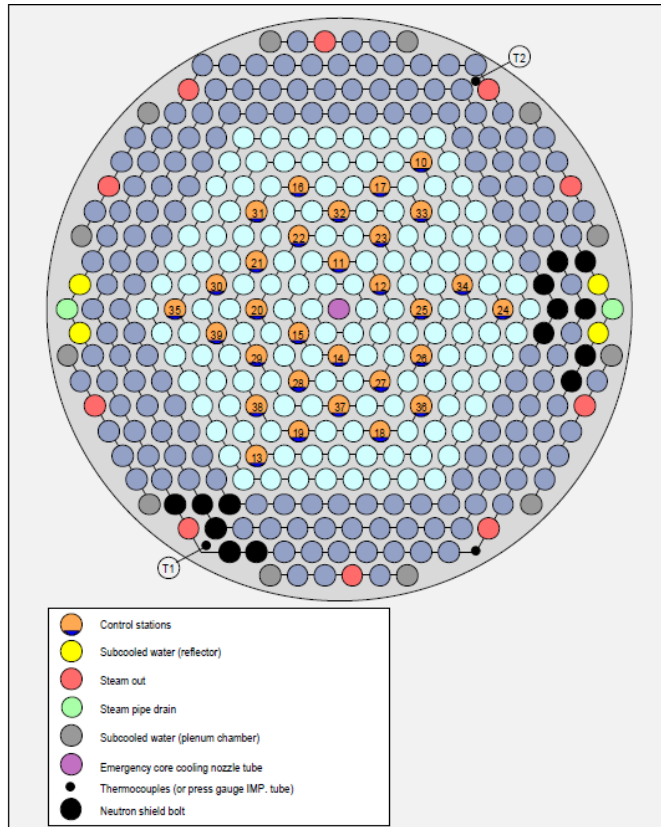 T2
10
16 17
31 32 33
22 23
21 11
30 12 34
35 20 25 24
39 15
29 14 26
28 27
38 37 36
19 18
13
T1
Control stations
Subcooled water (reflector)
Steam out
Steam pipe drain
Subcooled water (plenum chamber)
Emergency core cooling nozzle tube
Thermocouples (or press gauge IMP. tube)
Neutron shield bolt